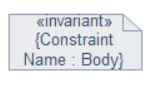 «invariant»
{Constraint
Name : Body}